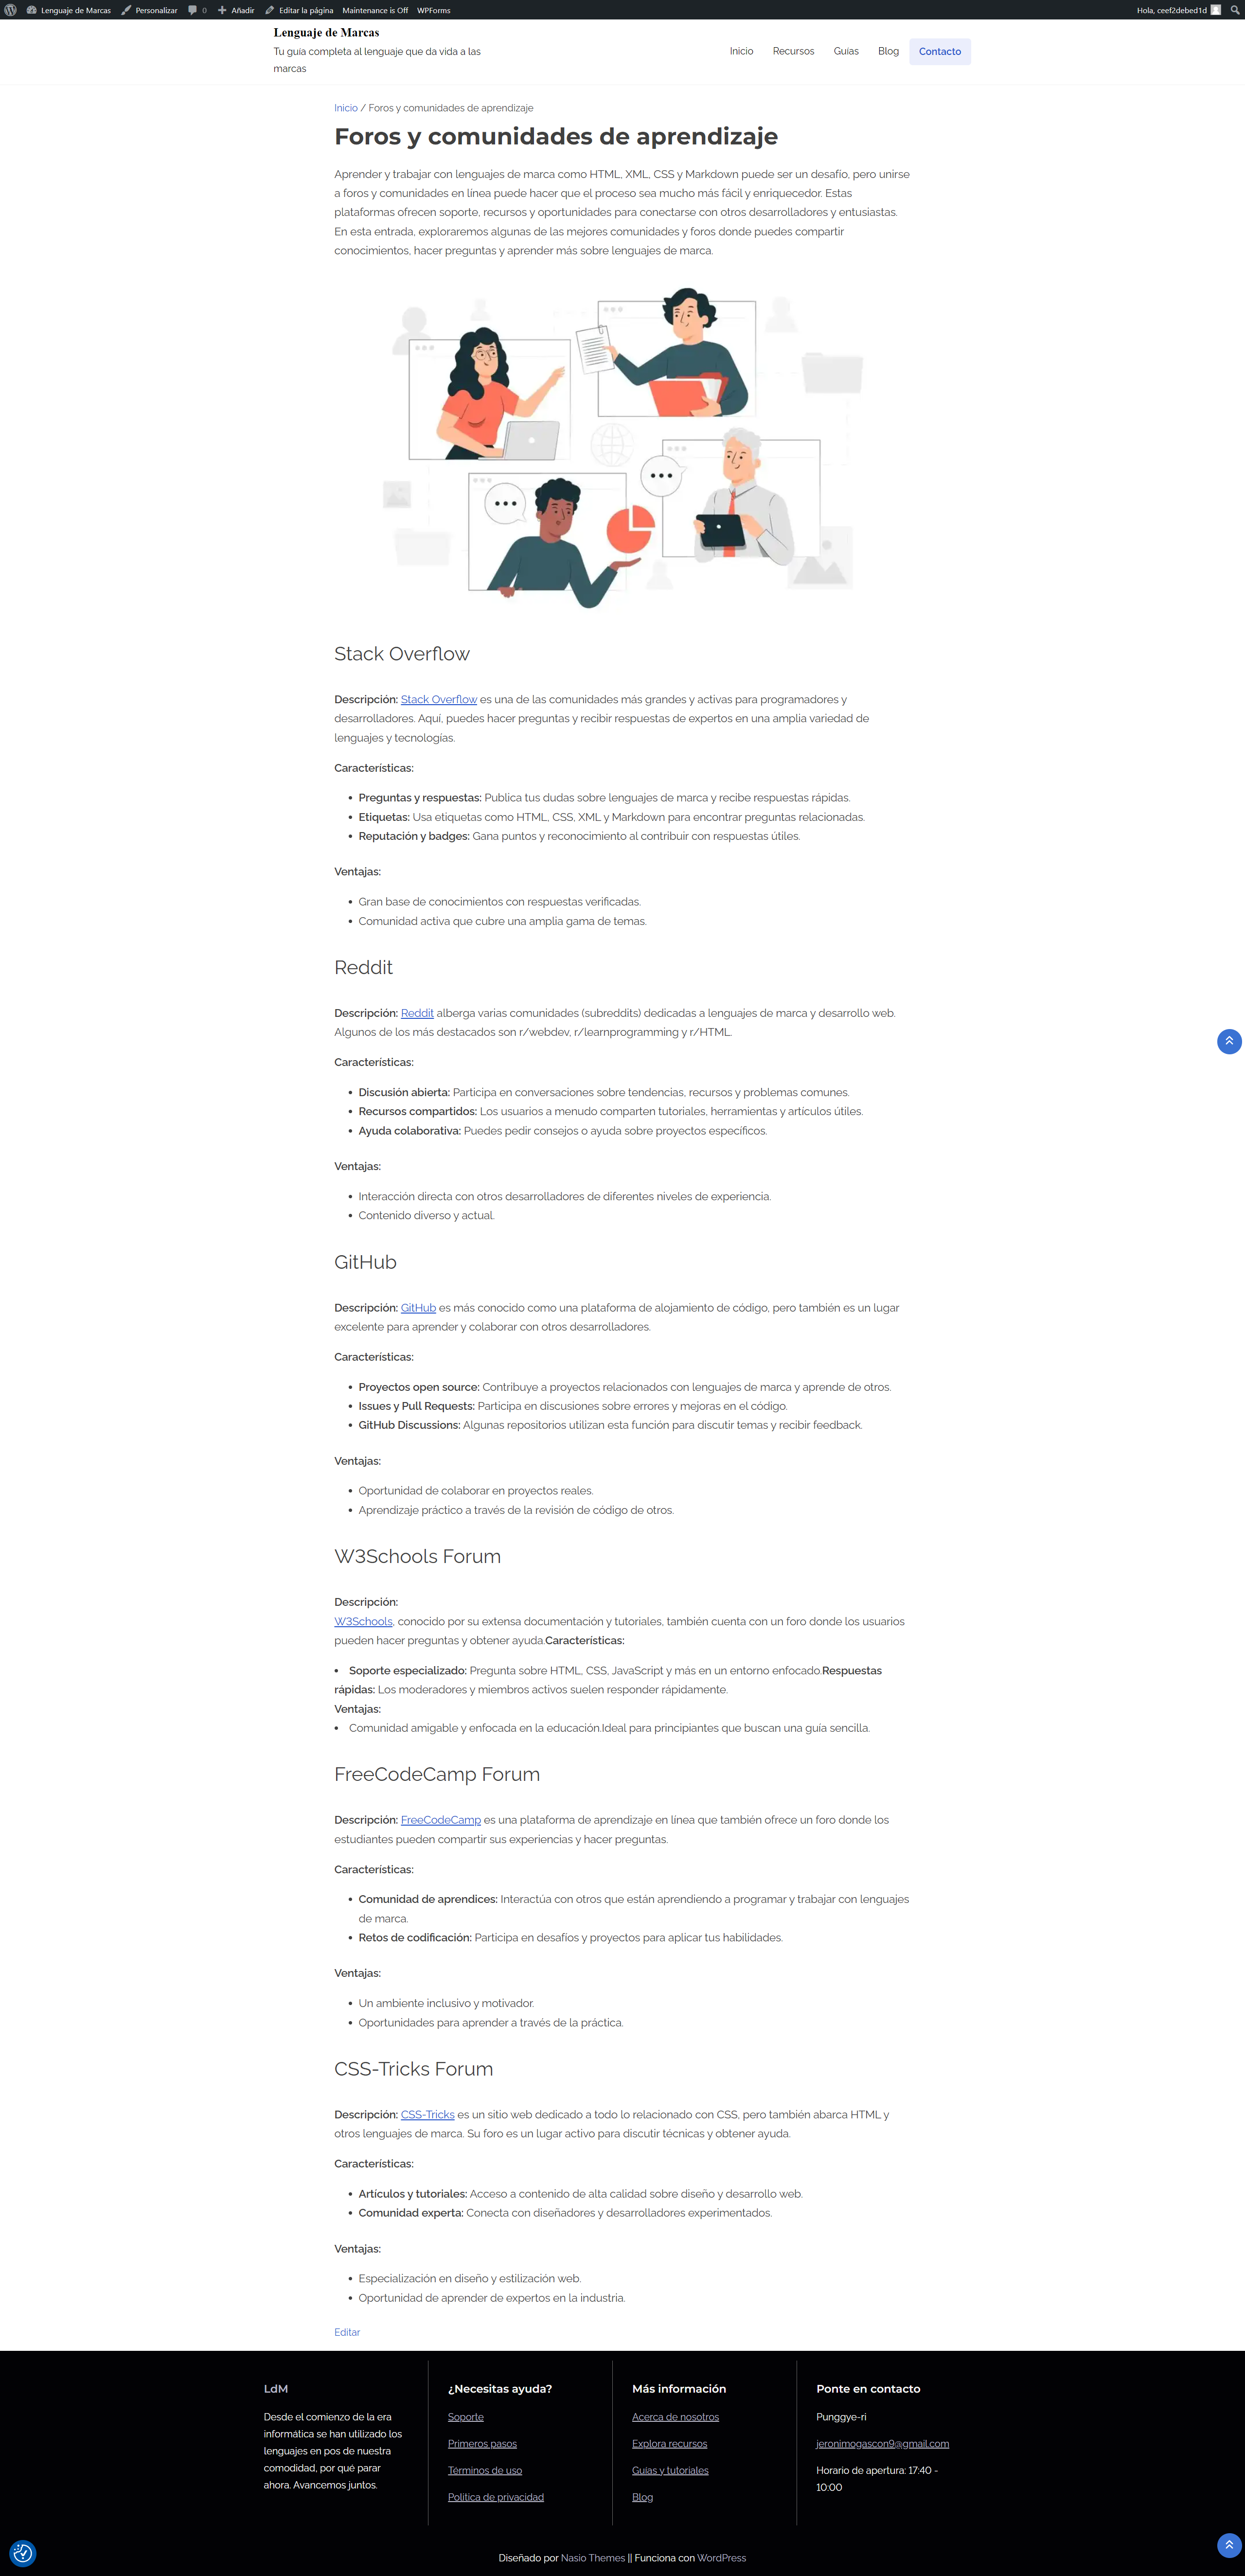 Lenguaje de Marcas Personalizar 0 Añadir Editar la página Maintenance is Off WPForms Hola, ceef2debed1d
Lenguaje de Marcas
Tu guía completa al lenguaje que da vida a las
marcas
Inicio Recursos Guías Blog Contacto
Inicio / Foros y comunidades de aprendizaje
Foros y comunidades de aprendizaje
Aprender y trabajar con lenguajes de marca como HTML, XML, CSS y Markdown puede ser un desafío, pero unirse
a foros y comunidades en línea puede hacer que el proceso sea mucho más fácil y enriquecedor. Estas
plataformas ofrecen soporte, recursos y oportunidades para conectarse con otros desarrolladores y entusiastas.
En esta entrada, exploraremos algunas de las mejores comunidades y foros donde puedes compartir
conocimientos, hacer preguntas y aprender más sobre lenguajes de marca.
Stack Overflow
Descripción: Stack Overflow es una de las comunidades más grandes y activas para programadores y
desarrolladores. Aquí, puedes hacer preguntas y recibir respuestas de expertos en una amplia variedad de
lenguajes y tecnologías.
Características:
• Preguntas y respuestas: Publica tus dudas sobre lenguajes de marca y recibe respuestas rápidas.
• Etiquetas: Usa etiquetas como HTML, CSS, XML y Markdown para encontrar preguntas relacionadas.
• Reputación y badges: Gana puntos y reconocimiento al contribuir con respuestas útiles.
Ventajas:
• Gran base de conocimientos con respuestas verificadas.
• Comunidad activa que cubre una amplia gama de temas.
Reddit
Descripción: Reddit alberga varias comunidades (subreddits) dedicadas a lenguajes de marca y desarrollo web.
Algunos de los más destacados son r/webdev, r/learnprogramming y r/HTML.
Características:
• Discusión abierta: Participa en conversaciones sobre tendencias, recursos y problemas comunes.
• Recursos compartidos: Los usuarios a menudo comparten tutoriales, herramientas y artículos útiles.
• Ayuda colaborativa: Puedes pedir consejos o ayuda sobre proyectos específicos.
Ventajas:
• Interacción directa con otros desarrolladores de diferentes niveles de experiencia.
• Contenido diverso y actual.
GitHub
Descripción: GitHub es más conocido como una plataforma de alojamiento de código, pero también es un lugar
excelente para aprender y colaborar con otros desarrolladores.
Características:
• Proyectos open source: Contribuye a proyectos relacionados con lenguajes de marca y aprende de otros.
• Issues y Pull Requests: Participa en discusiones sobre errores y mejoras en el código.
• GitHub Discussions: Algunas repositorios utilizan esta función para discutir temas y recibir feedback.
Ventajas:
• Oportunidad de colaborar en proyectos reales.
• Aprendizaje práctico a través de la revisión de código de otros.
W3Schools Forum
Descripción:
W3Schools, conocido por su extensa documentación y tutoriales, también cuenta con un foro donde los usuarios
pueden hacer preguntas y obtener ayuda.Características:
• Soporte especializado: Pregunta sobre HTML, CSS, JavaScript y más en un entorno enfocado.Respuestas
rápidas: Los moderadores y miembros activos suelen responder rápidamente.
Ventajas:
• Comunidad amigable y enfocada en la educación.Ideal para principiantes que buscan una guía sencilla.
FreeCodeCamp Forum
Descripción: FreeCodeCamp es una plataforma de aprendizaje en línea que también ofrece un foro donde los
estudiantes pueden compartir sus experiencias y hacer preguntas.
Características:
• Comunidad de aprendices: Interactúa con otros que están aprendiendo a programar y trabajar con lenguajes
de marca.
• Retos de codificación: Participa en desafíos y proyectos para aplicar tus habilidades.
Ventajas:
• Un ambiente inclusivo y motivador.
• Oportunidades para aprender a través de la práctica.
CSS-Tricks Forum
Descripción: CSS-Tricks es un sitio web dedicado a todo lo relacionado con CSS, pero también abarca HTML y
otros lenguajes de marca. Su foro es un lugar activo para discutir técnicas y obtener ayuda.
Características:
• Artículos y tutoriales: Acceso a contenido de alta calidad sobre diseño y desarrollo web.
• Comunidad experta: Conecta con diseñadores y desarrolladores experimentados.
Ventajas:
• Especialización en diseño y estilización web.
• Oportunidad de aprender de expertos en la industria.
Editar
LdM
Desde el comienzo de la era
informática se han utilizado los
lenguajes en pos de nuestra
comodidad, por qué parar
ahora. Avancemos juntos.
¿Necesitas ayuda?
Soporte
Primeros pasos
Términos de uso
Politica de privacidad
Más información
Acerca de nosotros
Explora recursos
Guías y tutoriales
Blog
Ponte en contacto
Punggye-ri
jeronimogascon9@gmail.com
Horario de apertura: 17:40 -
10:00
Diseñado por Nasio Themes || Funciona con WordPress